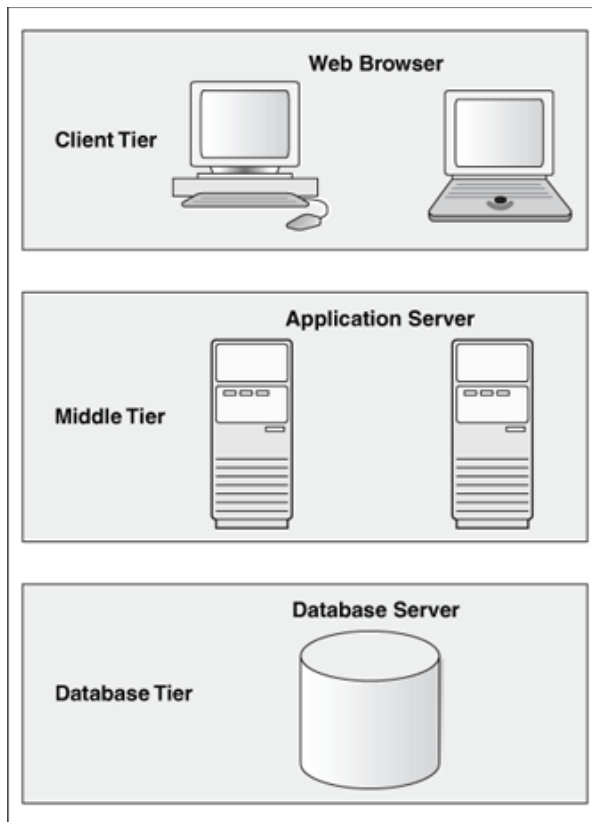 Web Browser
Client Tier
Application Server
Middle Tier
Database Server
Database Tier